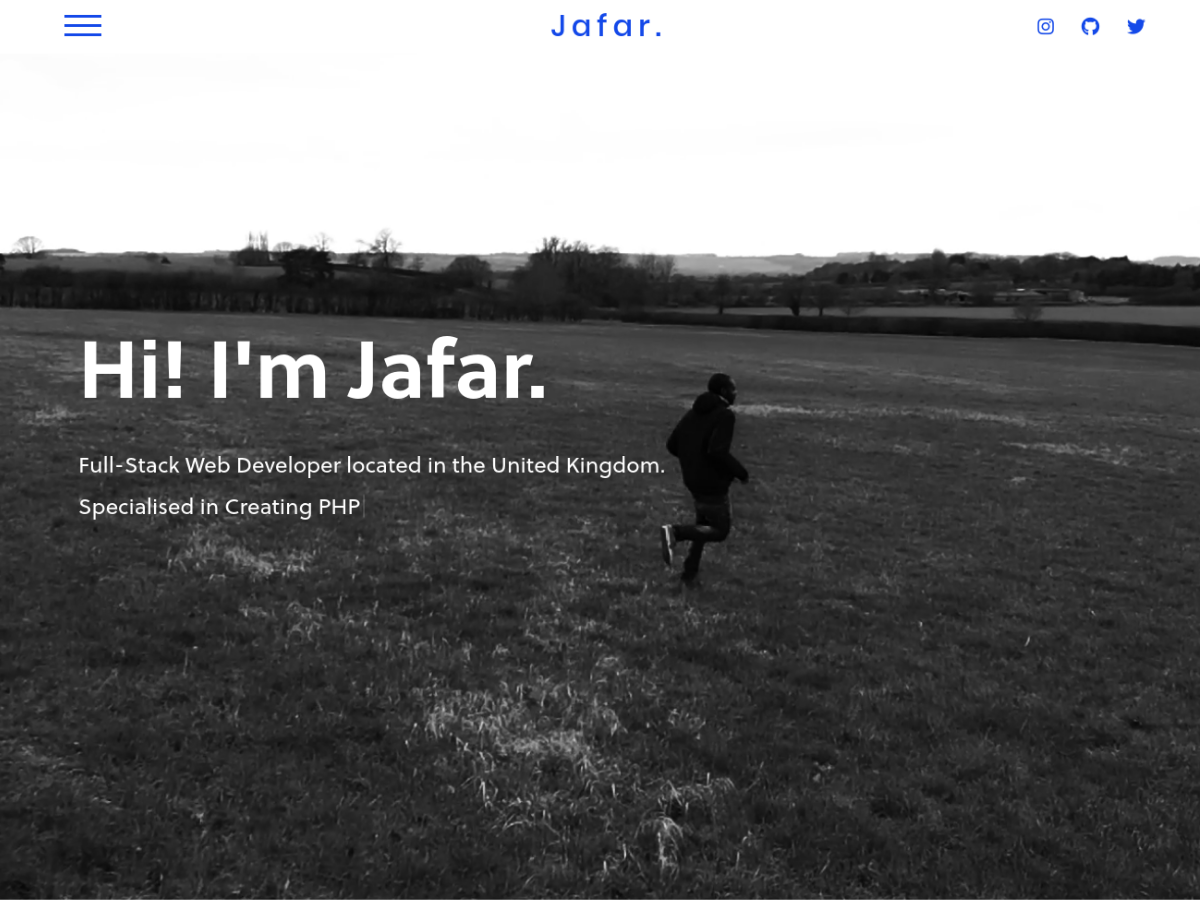 Jafar.
Hi! I'm Jafar.
Full-Stack Web Developer located in the United Kingdom.
Specialised in Creating PHP